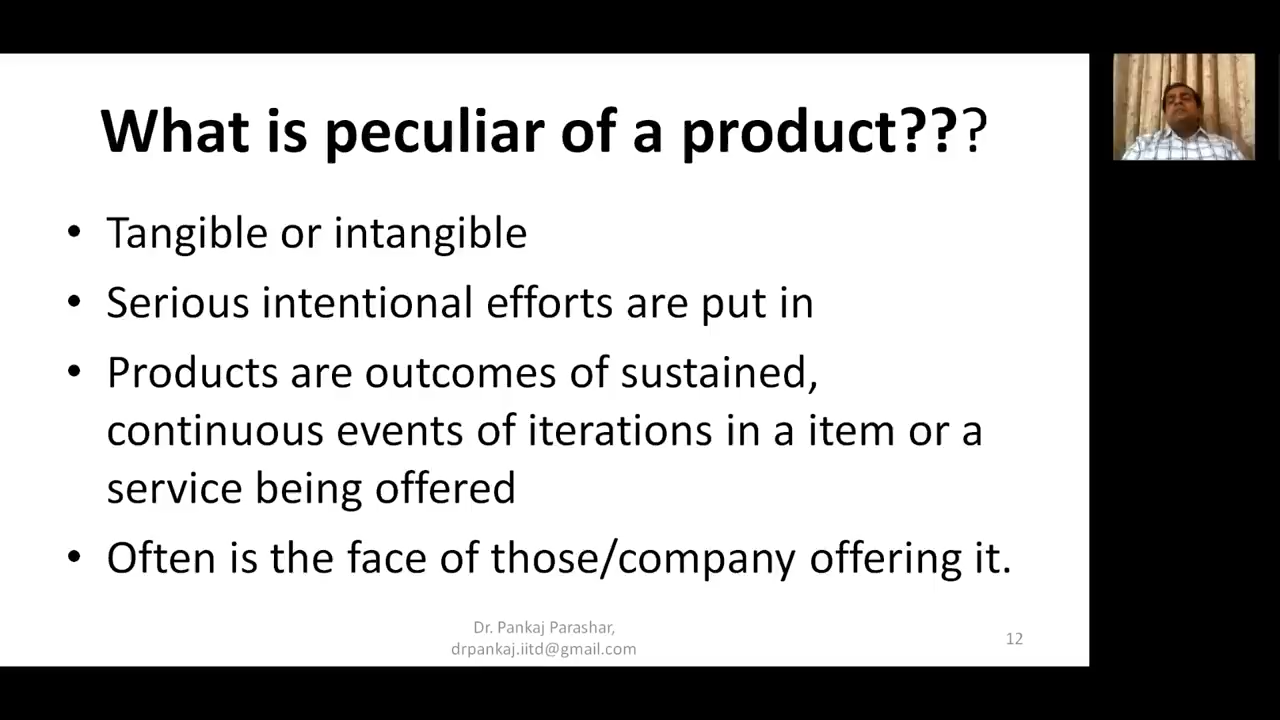 What is peculiar of a product???
• Tangible or intangible
• Serious intentional efforts are put in
• Products are outcomes of sustained,
continuous events of iterations in a item or a
service being offered
• Often is the face of those/company offering it.
Dr. Pankaj Parashar,
drpankaj.iitd@gmail.com
12